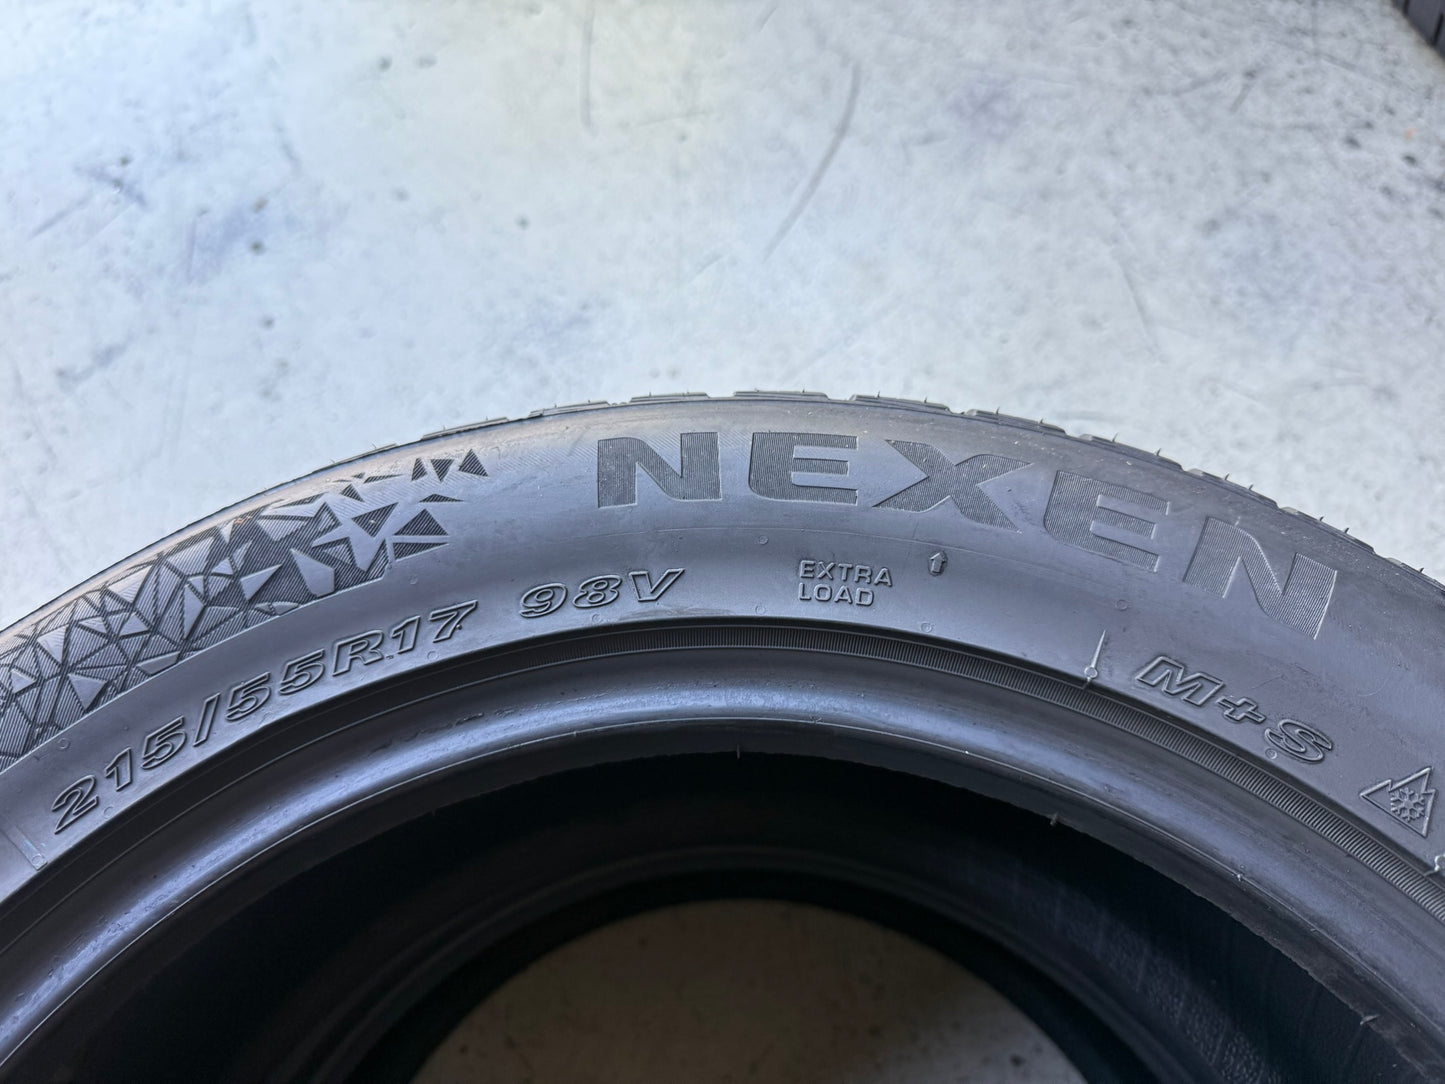 NEXEN
215/55R17 98V
EXTRA
LOAD
M+S